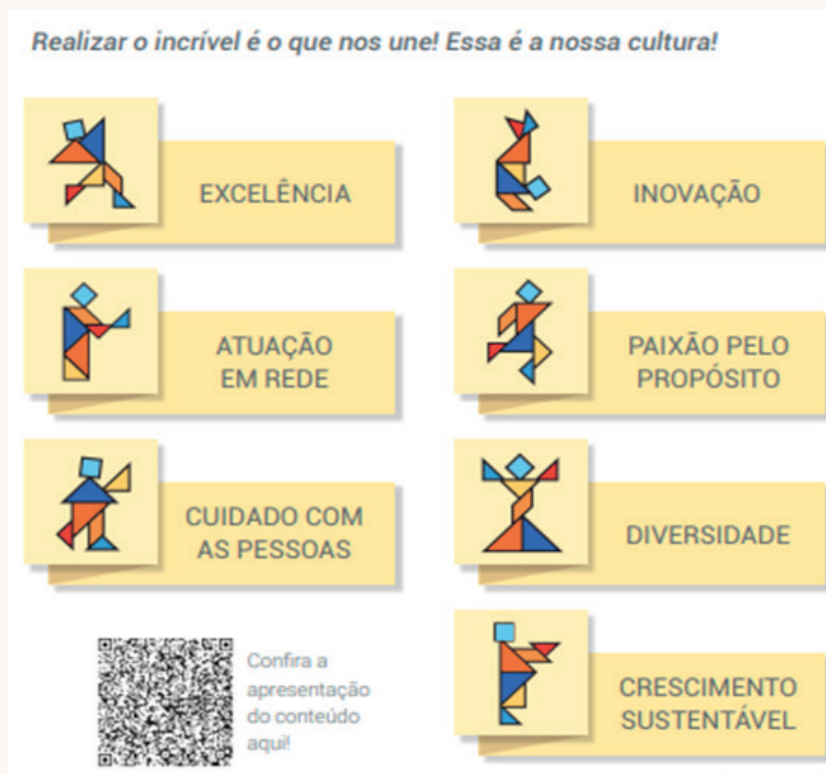 Realizar o incrível é o que nos une! Essa é a nossa cultura!
EXCELÊNCIA
INOVAÇÃO
ATUAÇÃO
EM REDE
PAIXÃO PELO
PROPÓSITO
CUIDADO COM
AS PESSOAS
DIVERSIDADE
Confira a
apresentação
do conteúdo
aqui!
CRESCIMENTO
SUSTENTÁVEL